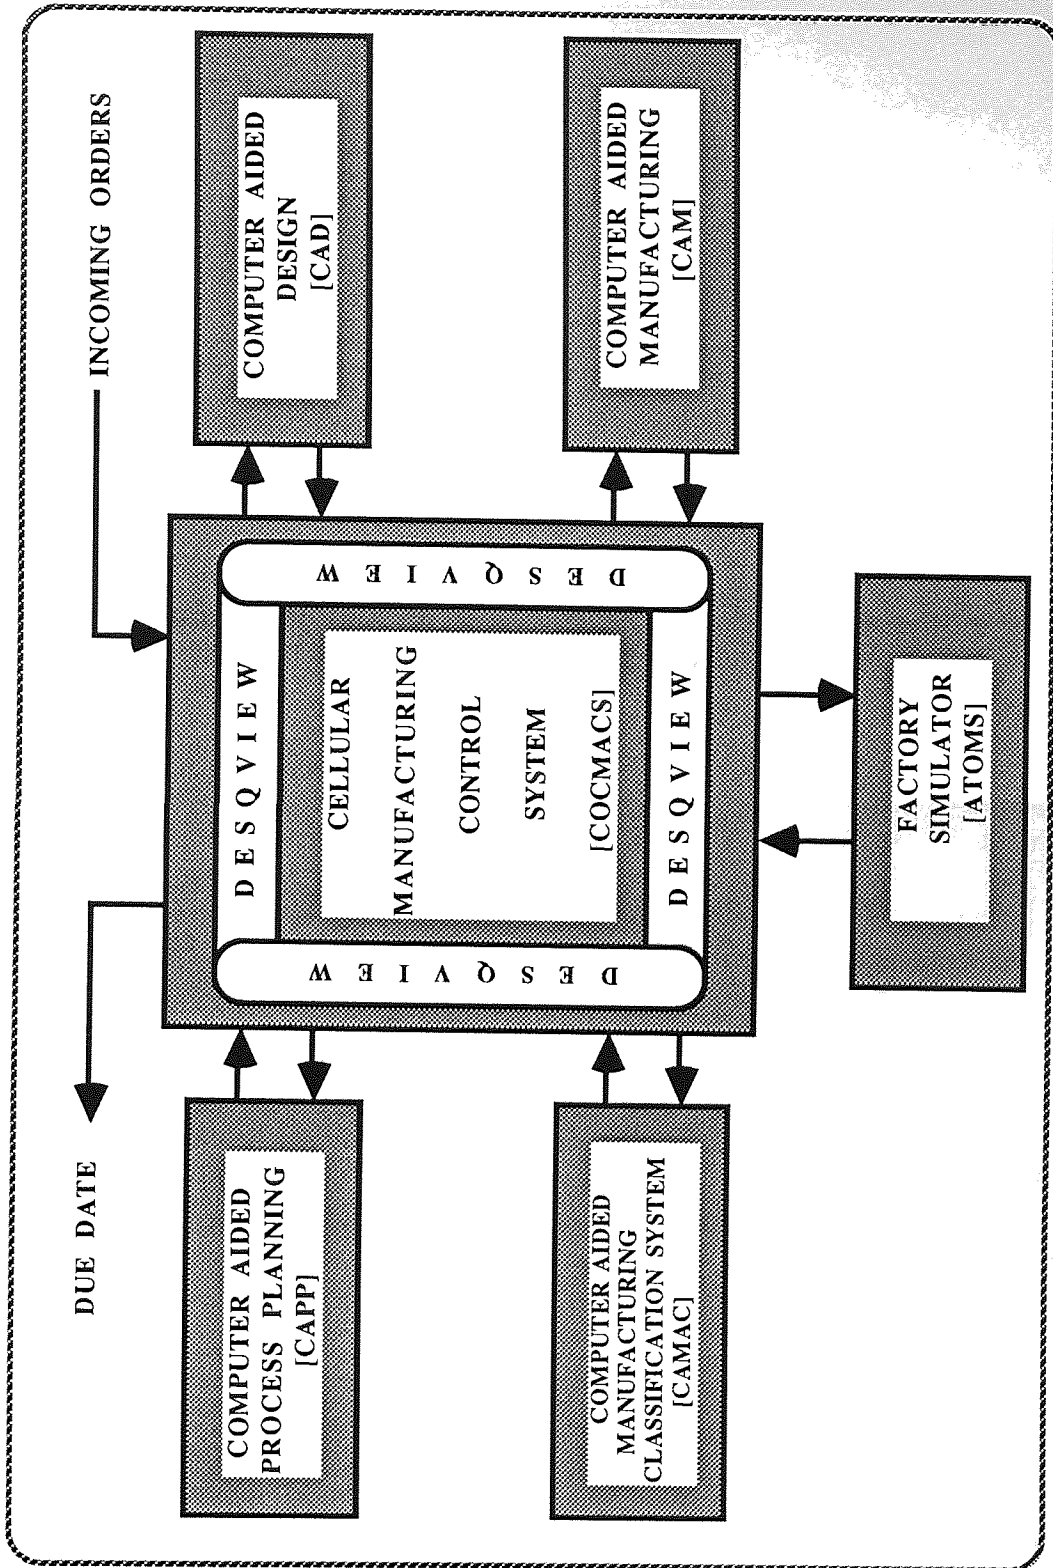 DUE DATE
INCOMING ORDERS
COMPUTER AIDED
PROCESS PLANNING
[CAPP]
COMPUTER AIDED
DESIGN
[CAD]
DESQVIEW
DESQVIEW
DESQVIEW
DESQVIEW
CELLULAR
MANUFACTURING
CONTROL
SYSTEM
[COCMACS]
COMPUTER AIDED
MANUFACTURING
CLASSIFICATION SYSTEM
[CAMAC]
COMPUTER AIDED
MANUFACTURING
[CAM]
FACTORY
SIMULATOR
[ATOMS]